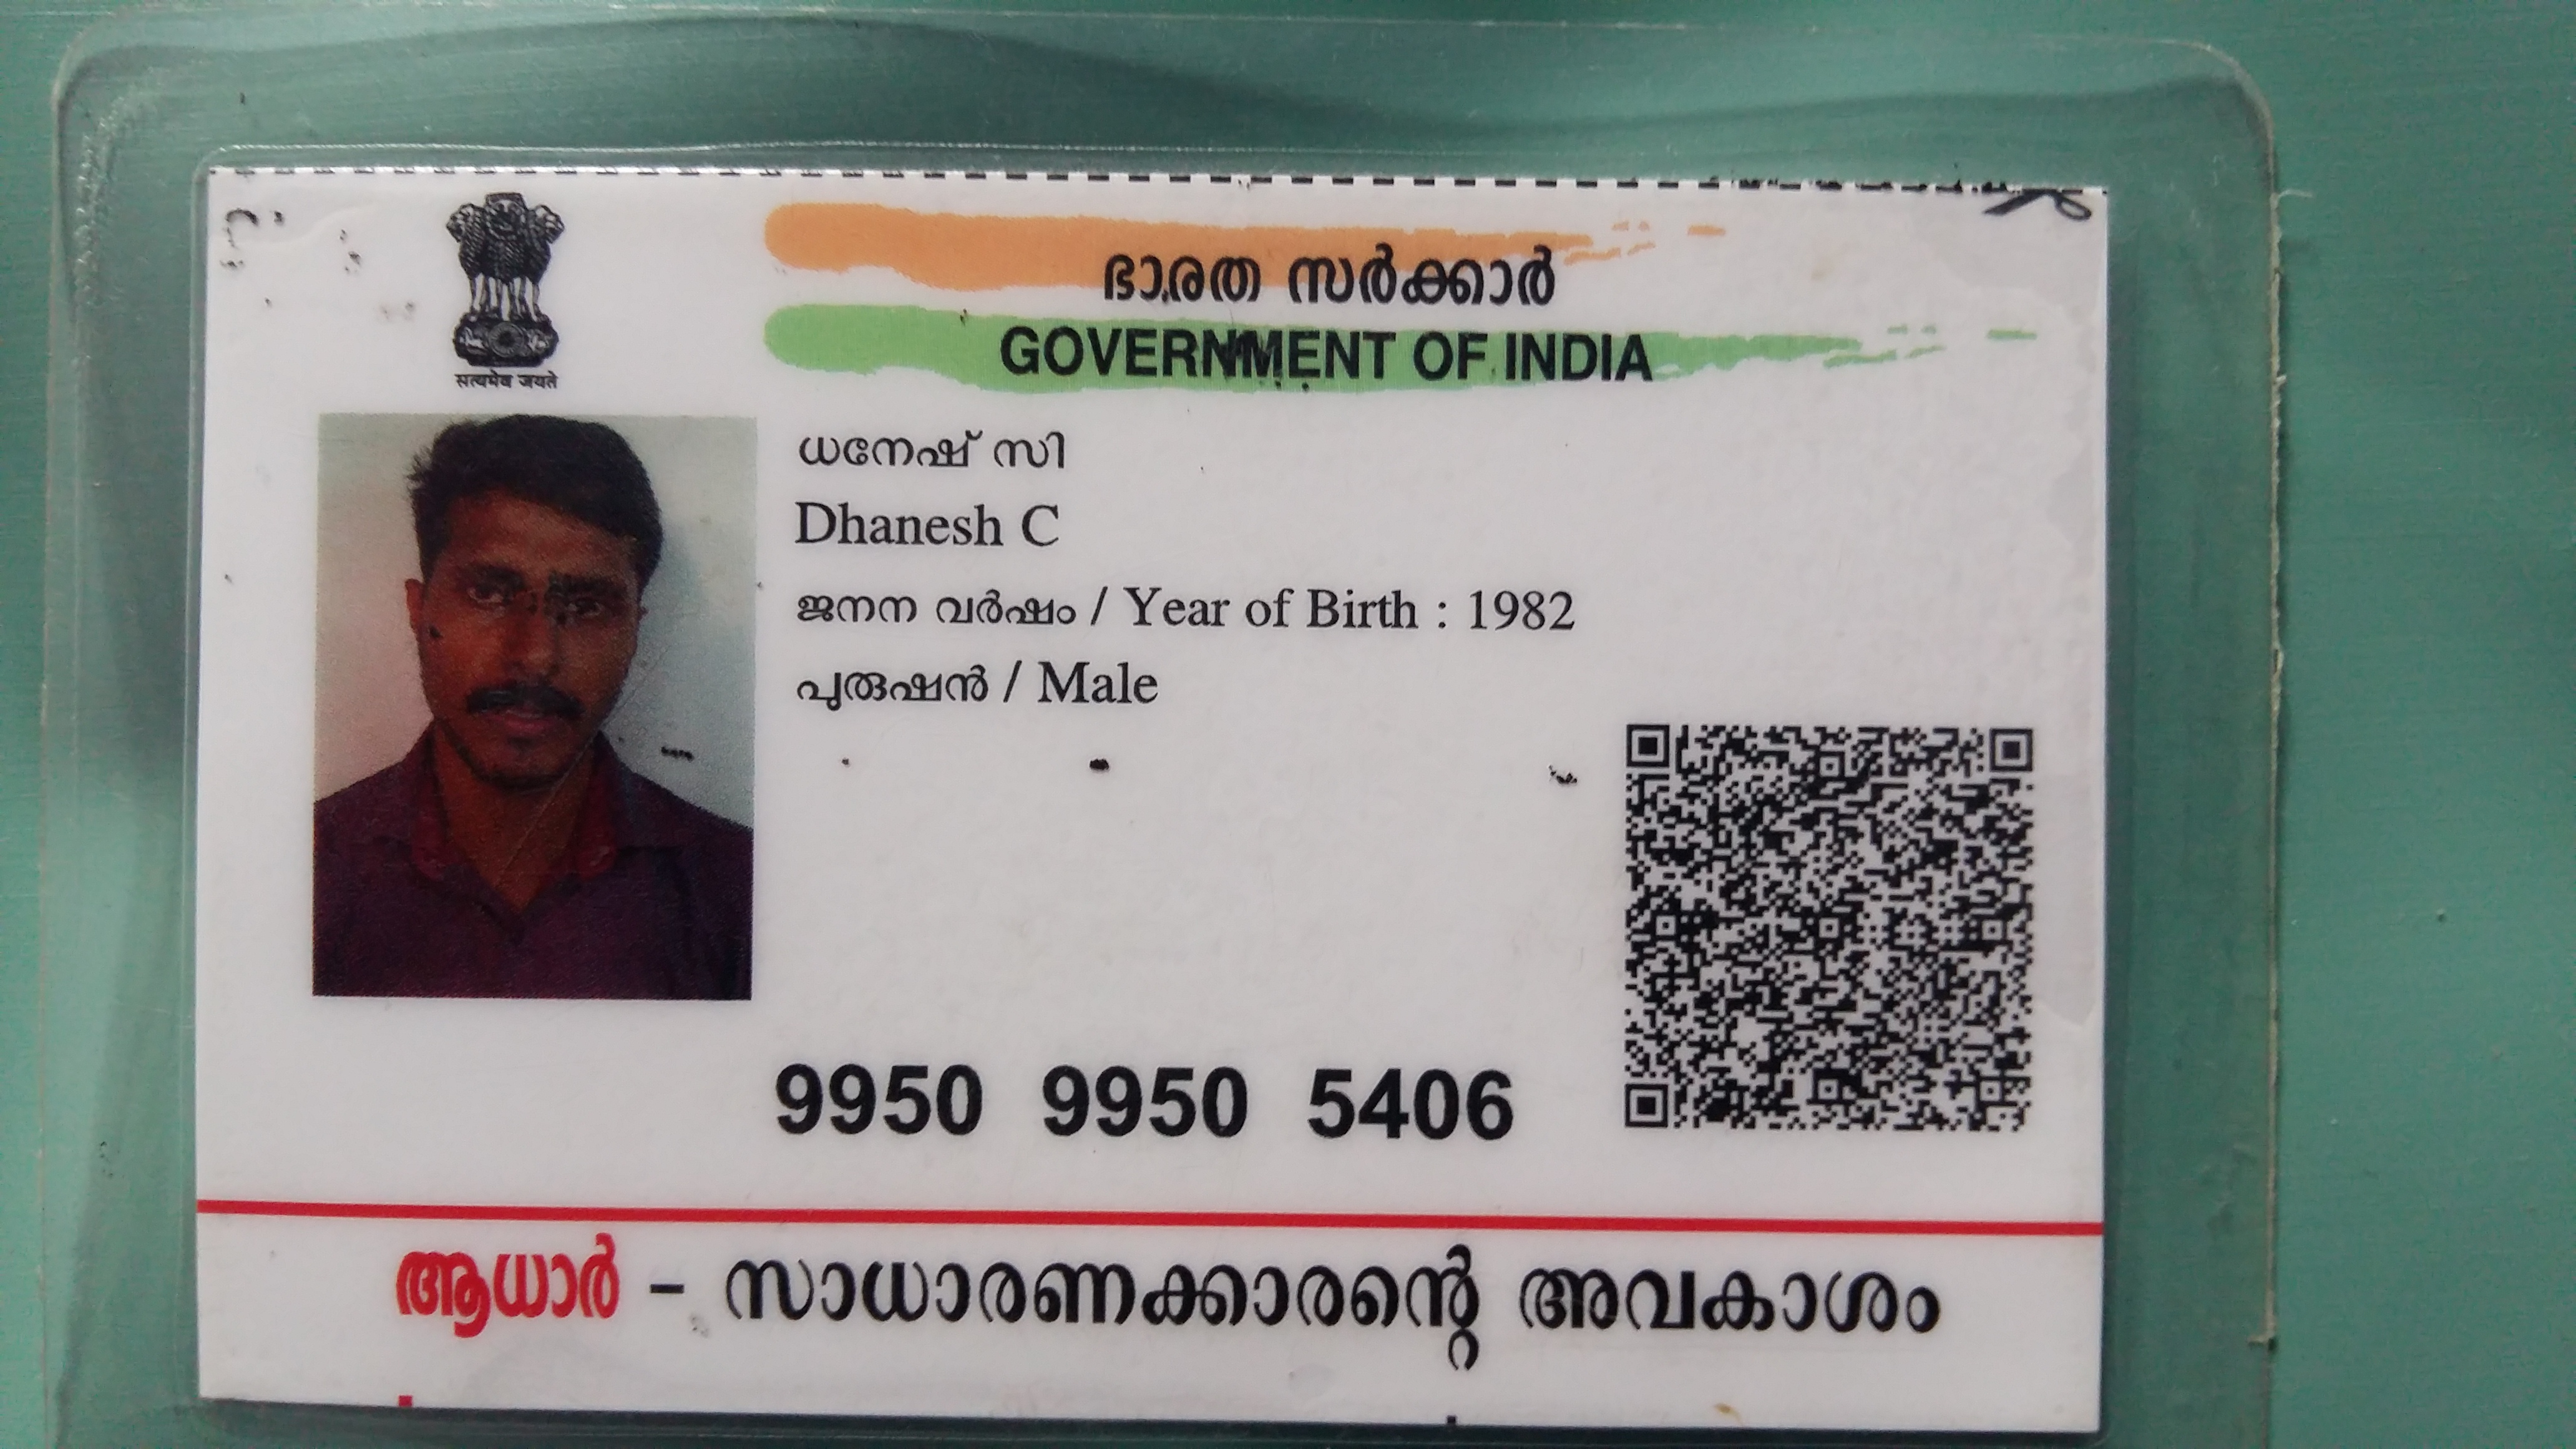 भारത സർക്കാർ
GOVERNMENT OF INDIA
सत्यमेव जयते
ധനേഷ് സി
Dhanesh C
ജനന വർഷം / Year of Birth : 1982
പുരുഷൻ / Male
9950 9950 5406
ആധാർ - സാധാരണക്കാരന്റെ അവകാശം